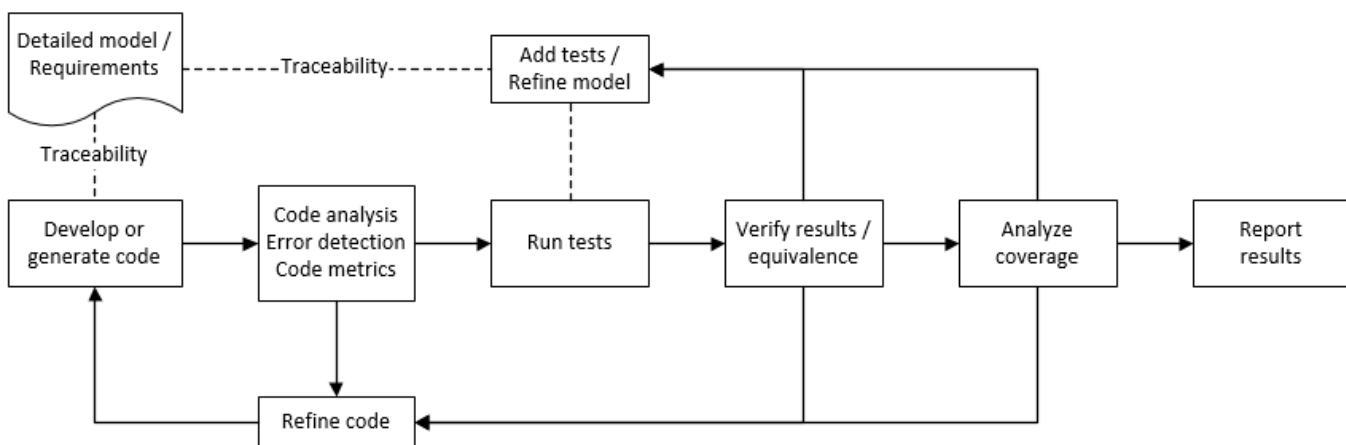 Detailed model /
Requirements
Traceability
Add tests /
Refine model
Traceability
Develop or
generate code
Code analysis
Error detection
Code metrics
Run tests
Verify results /
equivalence
Analyze
coverage
Report
results
Refine code